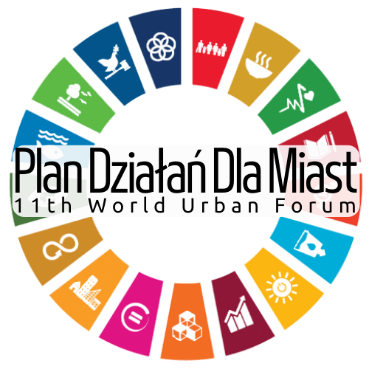 Plan Działań Dla Miast
11th World Urban Forum